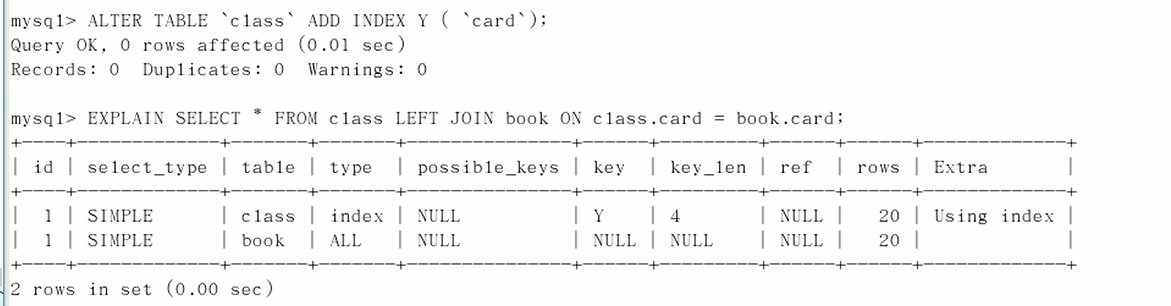 mysql> ALTER TABLE `class` ADD INDEX Y ( `card`);
Query OK, 0 rows affected (0.01 sec)
Records: 0  Duplicates: 0  Warnings: 0

mysql> EXPLAIN SELECT * FROM class LEFT JOIN book ON class.card = book.card;
+----+-------------+-------+-------+---------------+------+---------+------+------+-------------+
| id | select_type | table | type  | possible_keys | key  | key_len | ref  | rows | Extra       |
+----+-------------+-------+-------+---------------+------+---------+------+------+-------------+
|  1 | SIMPLE      | class | index | NULL          | Y    | 4       | NULL |   20 | Using index |
|  1 | SIMPLE      | book  | ALL   | NULL          | NULL | NULL    | NULL |   20 |             |
+----+-------------+-------+-------+---------------+------+---------+------+------+-------------+
2 rows in set (0.00 sec)